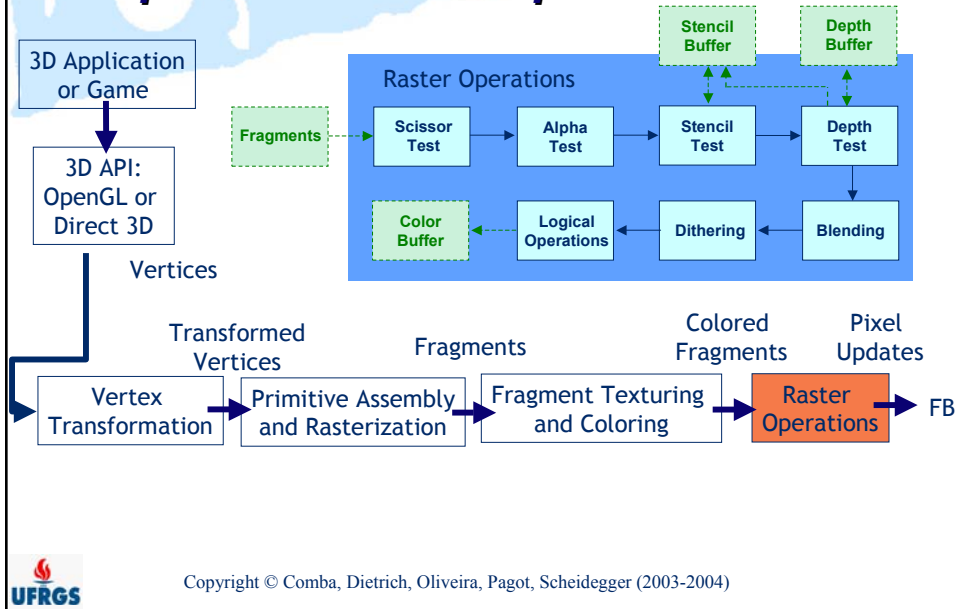 3D Application
or Game
3D API:
OpenGL or
Direct 3D
Vertices
Stencil
Buffer
Depth
Buffer
Raster Operations
Fragments
Scissor
Test
Alpha
Test
Stencil
Test
Depth
Test
Color
Buffer
Logical
Operations
Dithering
Blending
Transformed
Vertices
Fragments
Colored
Fragments
Pixel
Updates
Vertex
Transformation
Primitive Assembly
and Rasterization
Fragment Texturing
and Coloring
Raster
Operations
FB
UFRGS
Copyright © Comba, Dietrich, Oliveira, Pagot, Scheidegger (2003-2004)